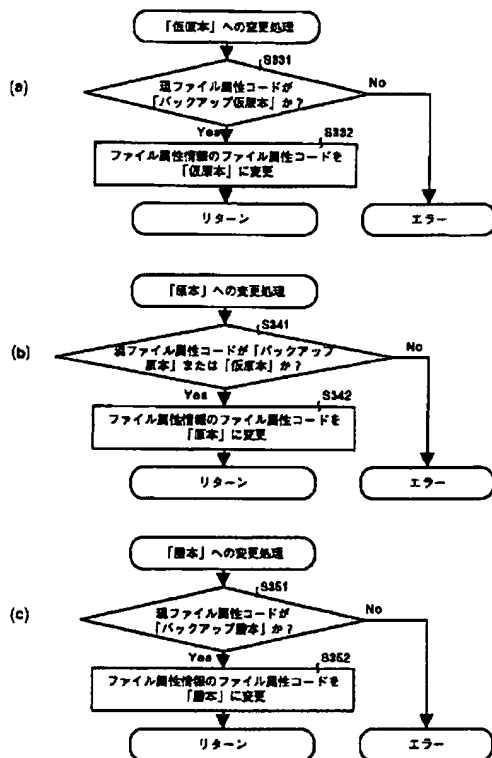 (a)
「仮原本」への変更処理
S331
現ファイル属性コードが
「バックアップ仮原本」か?
No
Yes
S332
ファイル属性情報のファイル属性コードを
「仮原本」に変更
リターン
エラー
(b)
「原本」への変更処理
S341
現ファイル属性コードが「バックアップ
原本」または「仮原本」か?
No
Yes
S342
ファイル属性情報のファイル属性コードを
「原本」に変更
リターン
エラー
(c)
「謄本」への変更処理
S351
現ファイル属性コードが
「バックアップ謄本」か?
No
Yes
S352
ファイル属性情報のファイル属性コードを
「謄本」に変更
リターン
エラー